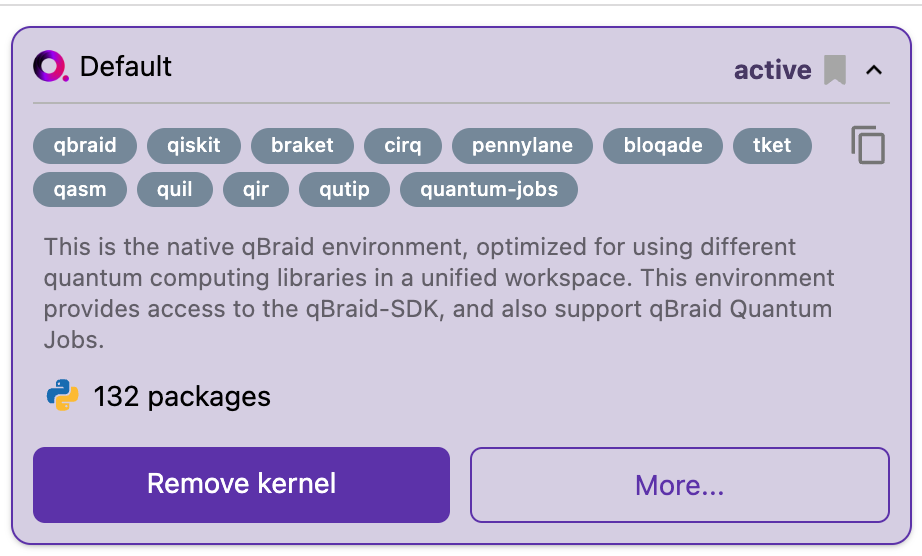 Default
active
qbraid qiskit braket cirq pennylane bloqade tket
qasm quil qir qutip quantum-jobs
This is the native qBraid environment, optimized for using different
quantum computing libraries in a unified workspace. This environment
provides access to the qBraid-SDK, and also support qBraid Quantum
Jobs.
132 packages
Remove kernel
More...